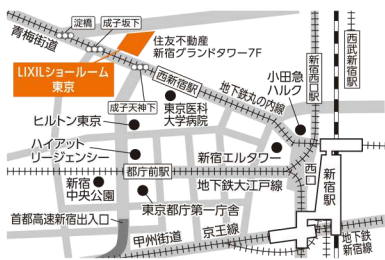 淀橋
成子坂下
青梅街道
住友不動産
新宿グランドタワー7F
LIXILショールーム
東京
西新宿駅
成子天神下
地下鉄丸の内線
新宿西口駅
西武新宿駅
小田急
ハルク
東京医科
大学病院
ヒルトン東京
ハイアット
リージェンシー
新宿エルタワー
都庁前駅
西口
新宿駅
新宿
中央公園
地下鉄大江戸線
東京都庁第一庁舎
首都高速新宿出入口
甲州街道
京王線
地下鉄
新宿線